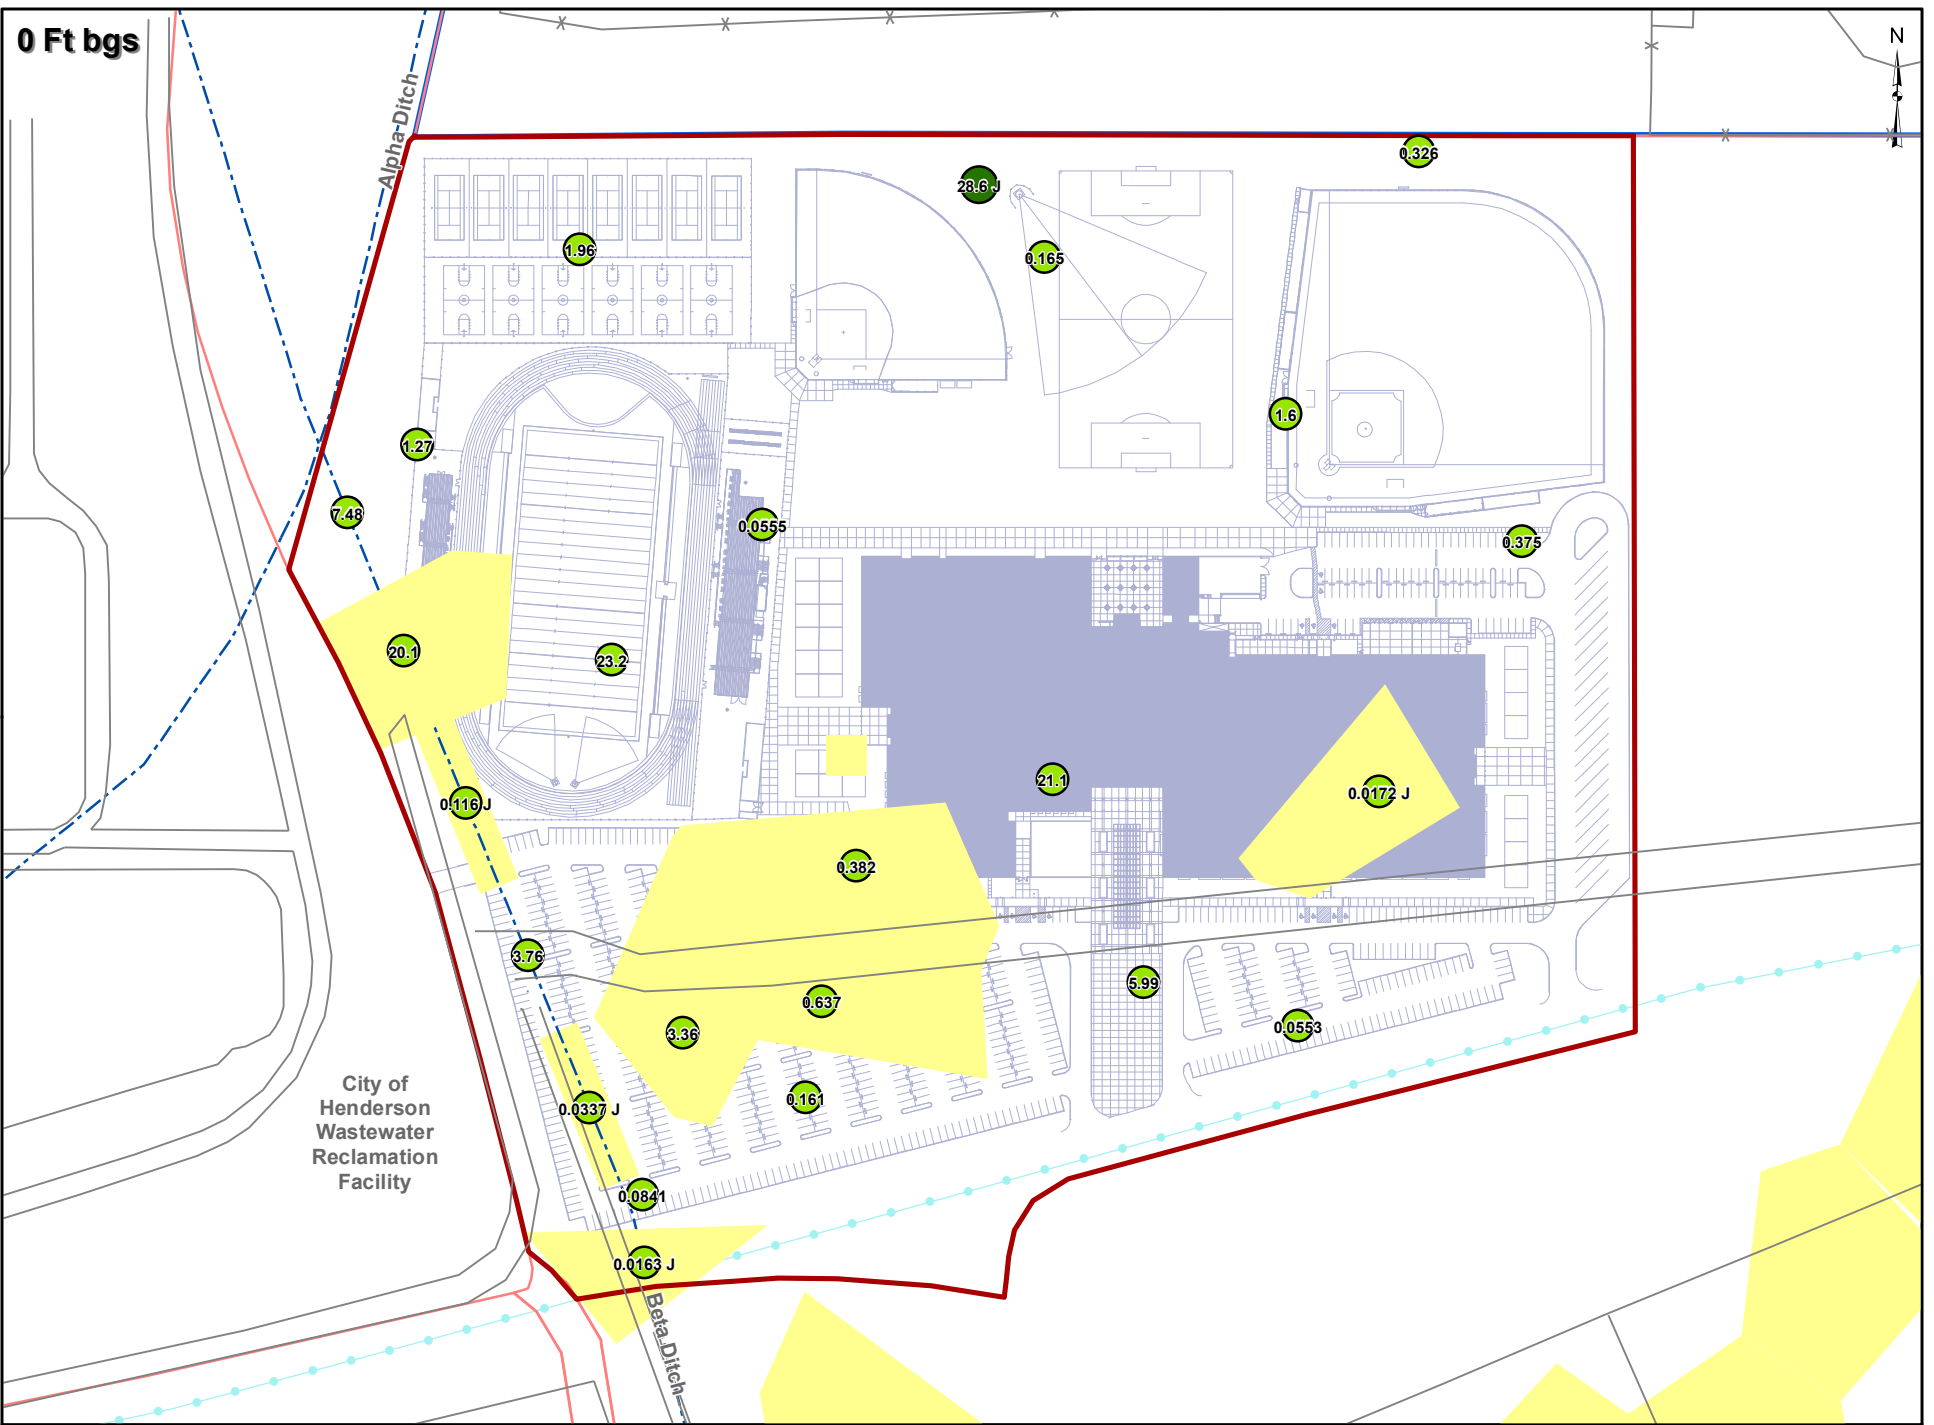 0 Ft bgs
N
Alpha Ditch
0.326
28.6 J
1.96
0.165
1.6
1.27
7.48
0.0555
0.375
20.1
23.2
21.1
0.0172 J
0.116 J
0.382
3.76
5.99
0.637
3.36
0.0553
City of
Henderson
Wastewater
Reclamation
Facility
0.161
0.0337 J
0.0841
0.0163 J
Beta Ditch